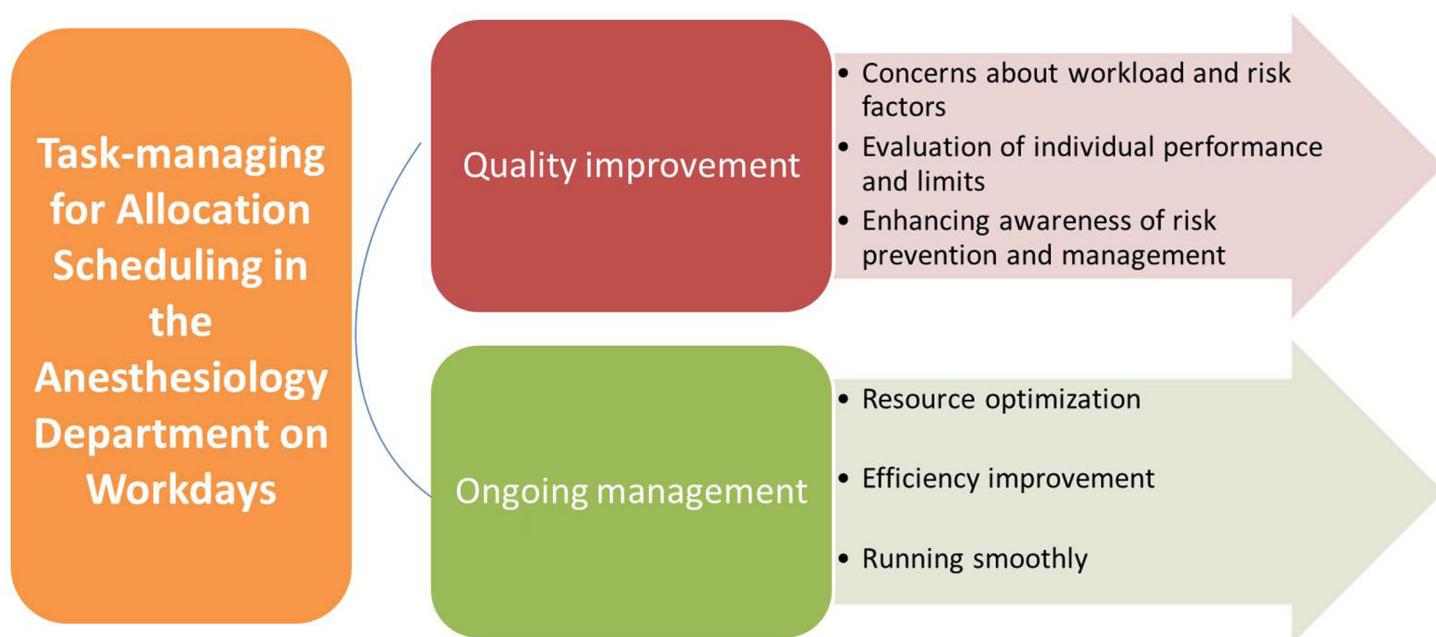 Task-managing
for Allocation
Scheduling in
the
Anesthesiology
Department on
Workdays
Quality improvement
• Concerns about workload and risk
factors
• Evaluation of individual performance
and limits
• Enhancing awareness of risk
prevention and management
Ongoing management
• Resource optimization
• Efficiency improvement
• Running smoothly